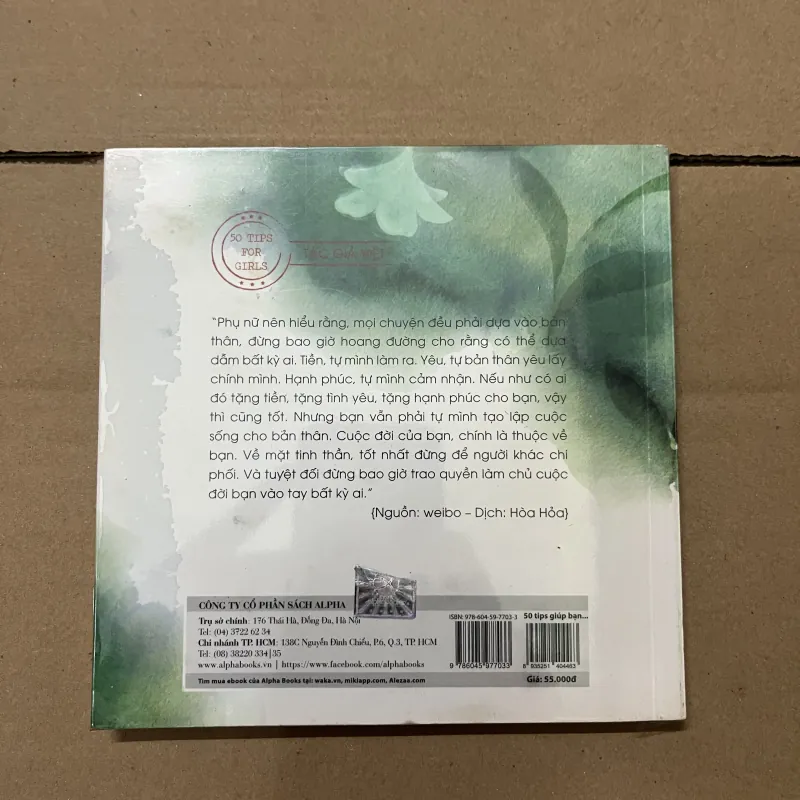 50 TIPS
FOR
GIRLS
"Phụ nữ nên hiểu rằng, mọi chuyện đều phải dựa vào bản
thân, đừng bao giờ hoang đường cho rằng có thể dựa
dẫm bất kỳ ai. Tiền, tự mình làm ra. Yêu, tự bản thân yêu lấy
chính mình. Hạnh phúc, tự mình cảm nhận. Nếu như có ai
đó tặng tiền, tặng tình yêu, tặng hạnh phúc cho bạn, vậy
thì cũng tốt. Nhưng bạn vẫn phải tự mình tạo lập cuộc
sống cho bản thân. Cuộc đời của bạn, chính là thuộc về
bạn. Về mặt tinh thần, tốt nhất đừng để người khác chi
phối. Và tuyệt đối đừng bao giờ trao quyền làm chủ cuộc
đời bạn vào tay bất kỳ ai."
{Nguồn: weibo – Dịch: Hòa Hỏa}
CÔNG TY CỔ PHẦN SÁCH ALPHA
Trụ sở chính: 176 Thái Hà, Đống Đa, Hà Nội
Tel: (04) 3722 62 34
Chi nhánh TP. HCM: 138C Nguyễn Đình Chiểu, P.6, Q.3, TP. HCM
Tel: (08) 38220 334|35
www.alphabooks.vn | https://www.facebook.com/alphabooks
Tìm mua ebook của Alpha Books tại: waka.vn, mikiapp.com, Alezaa.com
ISBN: 978-604-59-7703-3
9 786045 977033
50 tips giúp bạn...
8 935251 404463
Giá: 55.000đ